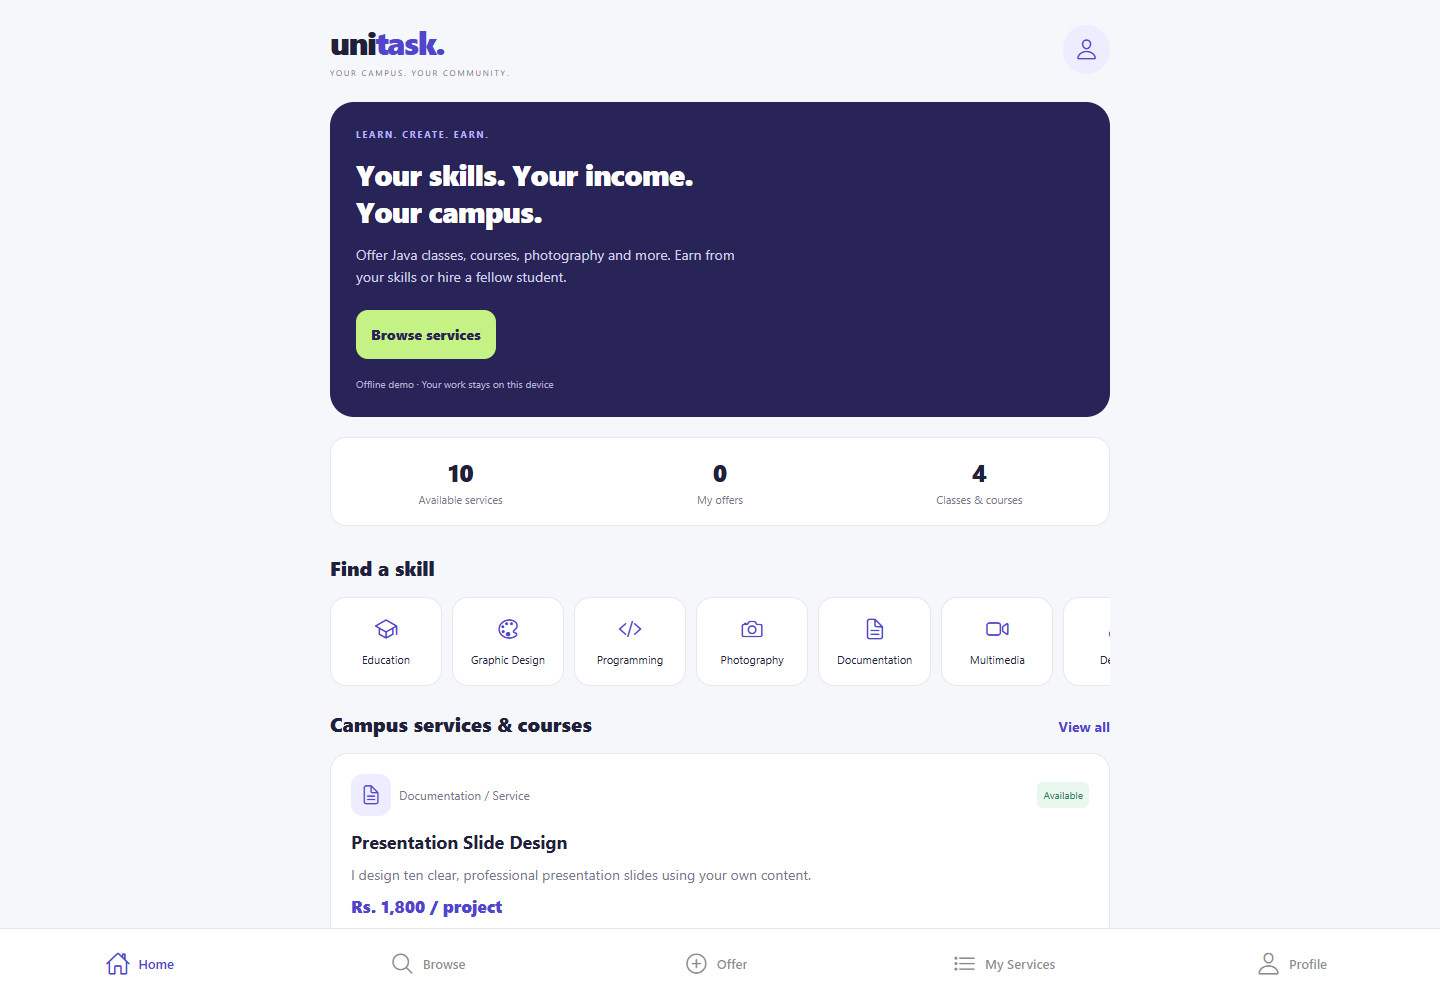 unitask.
YOUR CAMPUS. YOUR COMMUNITY.
LEARN. CREATE. EARN.
Your skills. Your income.
Your campus.
Offer Java classes, courses, photography and more. Earn from
your skills or hire a fellow student.
Browse services
Offline demo · Your work stays on this device
10
Available services
0
My offers
4
Classes & courses
Find a skill
Education
Graphic Design
Programming
Photography
Documentation
Multimedia
Campus services & courses
View all
Documentation / Service
Available
Presentation Slide Design
I design ten clear, professional presentation slides using your own content.
Rs. 1,800 / project
Home
Browse
Offer
My Services
Profile